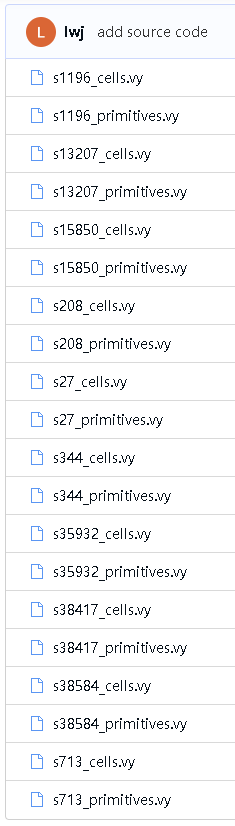 L lwj add source code
s1196_cells.vy
s1196_primitives.vy
s13207_cells.vy
s13207_primitives.vy
s15850_cells.vy
s15850_primitives.vy
s208_cells.vy
s208_primitives.vy
s27_cells.vy
s27_primitives.vy
s344_cells.vy
s344_primitives.vy
s35932_cells.vy
s35932_primitives.vy
s38417_cells.vy
s38417_primitives.vy
s38584_cells.vy
s38584_primitives.vy
s713_cells.vy
s713_primitives.vy